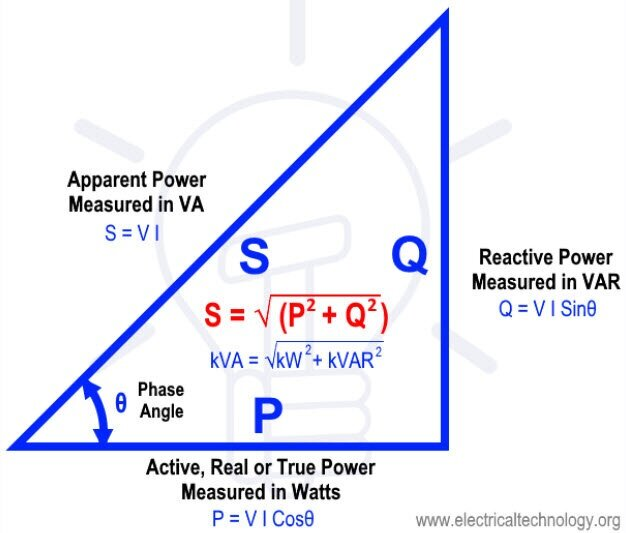 Apparent Power
Measured in VA
S = V I
S
Q
Reactive Power
Measured in VAR
Q = V I Sinθ
S = √(P² + Q²)
kVA = √kW² + kVAR²
θ
Phase
Angle
P
Active, Real or True Power
Measured in Watts
P = V I Cosθ
www.electricaltechnology.org